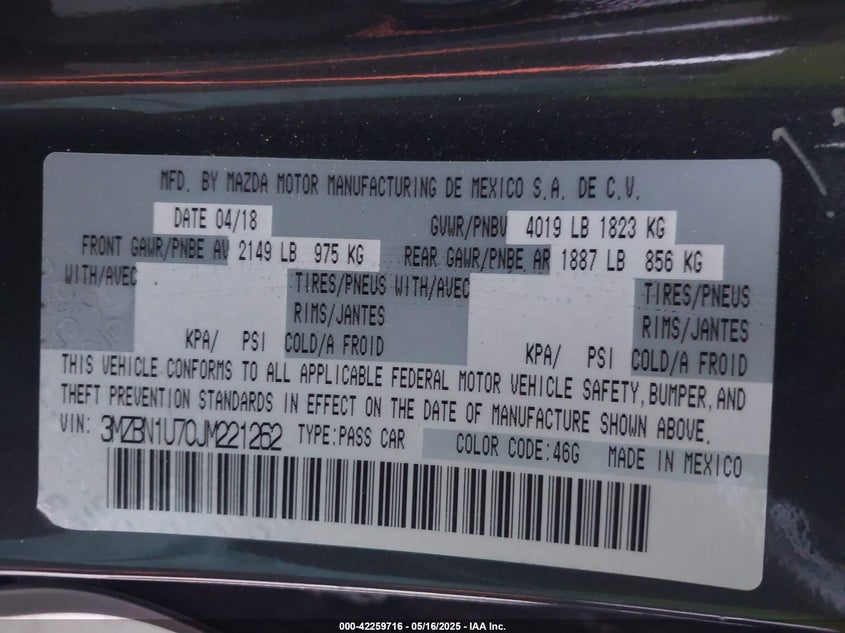 MFD. BY MAZDA MOTOR MANUFACTURING DE MEXICO S.A. DE C.V.
DATE 04/18 GVWR/PNBV 4019 LB 1823 KG
FRONT GAWR/PNBE AV 2149 LB 975 KG REAR GAWR/PNBE AR 1887 LB 856 KG
WITH/AVEC TIRES/PNEUS WITH/AVEC TIRES/PNEUS
RIMS/JANTES RIMS/JANTES
KPA/ PSI COLD/A FROID KPA/ PSI COLD/A FROID
THIS VEHICLE CONFORMS TO ALL APPLICABLE FEDERAL MOTOR VEHICLE SAFETY, BUMPER, AND
THEFT PREVENTION STANDARDS IN EFFECT ON THE DATE OF MANUFACTURE SHOWN ABOVE.
VIN: 3MZBN1U70JM221262 TYPE:PASS CAR COLOR CODE:46G MADE IN MEXICO
000-42259716 - 05/16/2025 - IAA Inc.